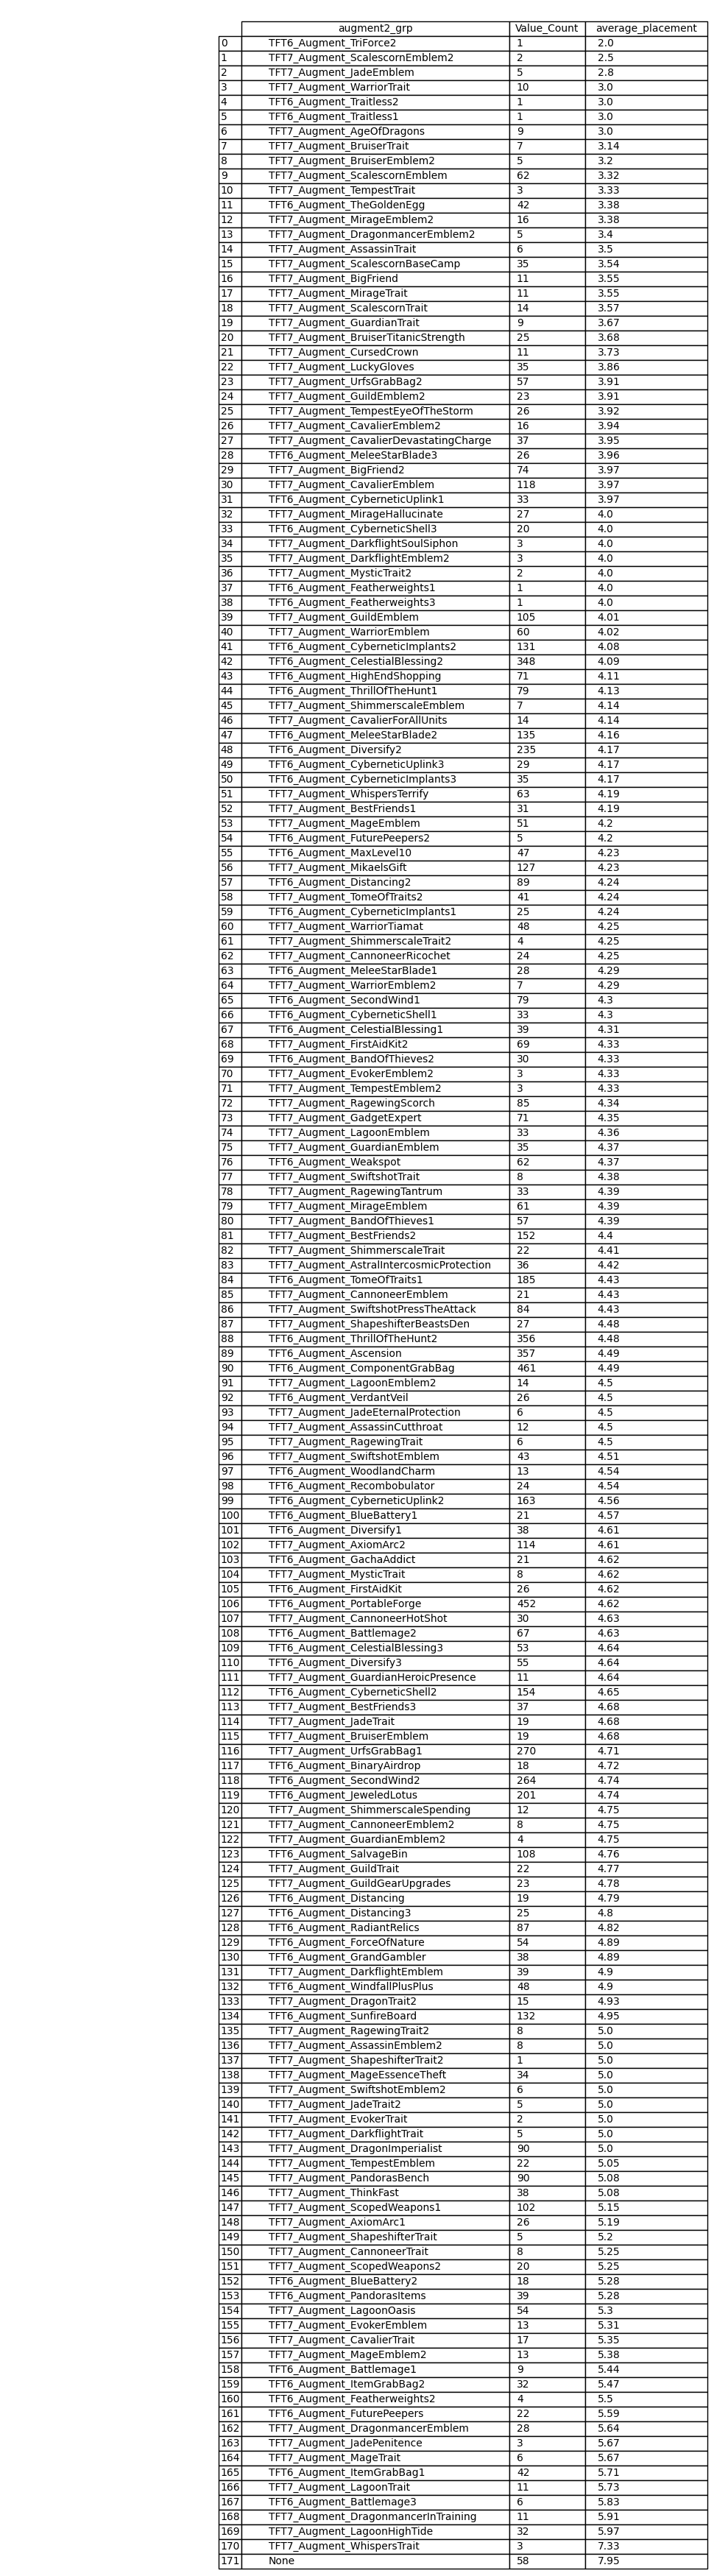 augment2_grp Value_Count average_placement
0 TFT6_Augment_TriForce2 1 2.0
1 TFT7_Augment_ScalescornEmblem2 2 2.5
2 TFT7_Augment_JadeEmblem 5 2.8
3 TFT7_Augment_WarriorTrait 10 3.0
4 TFT6_Augment_Traitless2 1 3.0
5 TFT6_Augment_Traitless1 1 3.0
6 TFT7_Augment_AgeOfDragons 9 3.0
7 TFT7_Augment_BruiserTrait 7 3.14
8 TFT7_Augment_BruiserEmblem2 5 3.2
9 TFT7_Augment_ScalescornEmblem 62 3.32
10 TFT7_Augment_TempestTrait 3 3.33
11 TFT6_Augment_TheGoldenEgg 42 3.38
12 TFT7_Augment_MirageEmblem2 16 3.38
13 TFT7_Augment_DragonmancerEmblem2 5 3.4
14 TFT7_Augment_AssassinTrait 6 3.5
15 TFT7_Augment_ScalescornBaseCamp 35 3.54
16 TFT7_Augment_BigFriend 11 3.55
17 TFT7_Augment_MirageTrait 11 3.55
18 TFT7_Augment_ScalescornTrait 14 3.57
19 TFT7_Augment_GuardianTrait 9 3.67
20 TFT7_Augment_BruiserTitanicStrength 25 3.68
21 TFT7_Augment_CursedCrown 11 3.73
22 TFT7_Augment_LuckyGloves 35 3.86
23 TFT7_Augment_UrfsGrabBag2 57 3.91
24 TFT7_Augment_GuildEmblem2 23 3.91
25 TFT7_Augment_TempestEyeOfTheStorm 26 3.92
26 TFT7_Augment_CavalierEmblem2 16 3.94
27 TFT7_Augment_CavalierDevastatingCharge 37 3.95
28 TFT6_Augment_MeleeStarBlade3 26 3.96
29 TFT7_Augment_BigFriend2 74 3.97
30 TFT7_Augment_CavalierEmblem 118 3.97
31 TFT6_Augment_CyberneticUplink1 33 3.97
32 TFT7_Augment_MirageHallucinate 27 4.0
33 TFT6_Augment_CyberneticShell3 20 4.0
34 TFT7_Augment_DarkflightSoulSiphon 3 4.0
35 TFT7_Augment_DarkflightEmblem2 3 4.0
36 TFT7_Augment_MysticTrait2 2 4.0
37 TFT6_Augment_Featherweights1 1 4.0
38 TFT6_Augment_Featherweights3 1 4.0
39 TFT7_Augment_GuildEmblem 105 4.01
40 TFT7_Augment_WarriorEmblem 60 4.02
41 TFT6_Augment_CyberneticImplants2 131 4.08
42 TFT6_Augment_CelestialBlessing2 348 4.09
43 TFT6_Augment_HighEndShopping 71 4.11
44 TFT6_Augment_ThrillOfTheHunt1 79 4.13
45 TFT7_Augment_ShimmerscaleEmblem 7 4.14
46 TFT7_Augment_CavalierForAllUnits 14 4.14
47 TFT6_Augment_MeleeStarBlade2 135 4.16
48 TFT6_Augment_Diversify2 235 4.17
49 TFT6_Augment_CyberneticUplink3 29 4.17
50 TFT6_Augment_CyberneticImplants3 35 4.17
51 TFT7_Augment_WhispersTerrify 63 4.19
52 TFT7_Augment_BestFriends1 31 4.19
53 TFT7_Augment_MageEmblem 51 4.2
54 TFT6_Augment_FuturePeepers2 5 4.2
55 TFT6_Augment_MaxLevel10 47 4.23
56 TFT7_Augment_MikaelsGift 127 4.23
57 TFT6_Augment_Distancing2 89 4.24
58 TFT7_Augment_TomeOfTraits2 41 4.24
59 TFT6_Augment_CyberneticImplants1 25 4.24
60 TFT7_Augment_WarriorTiamat 48 4.25
61 TFT7_Augment_ShimmerscaleTrait2 4 4.25
62 TFT7_Augment_CannoneerRicochet 24 4.25
63 TFT6_Augment_MeleeStarBlade1 28 4.29
64 TFT7_Augment_WarriorEmblem2 7 4.29
65 TFT6_Augment_SecondWind1 79 4.3
66 TFT6_Augment_CyberneticShell1 33 4.3
67 TFT6_Augment_CelestialBlessing1 39 4.31
68 TFT7_Augment_FirstAidKit2 69 4.33
69 TFT6_Augment_BandOfThieves2 30 4.33
70 TFT7_Augment_EvokerEmblem2 3 4.33
71 TFT7_Augment_TempestEmblem2 3 4.33
72 TFT7_Augment_RagewingScorch 85 4.34
73 TFT7_Augment_GadgetExpert 71 4.35
74 TFT7_Augment_LagoonEmblem 33 4.36
75 TFT7_Augment_GuardianEmblem 35 4.37
76 TFT6_Augment_Weakspot 62 4.37
77 TFT7_Augment_SwiftshotTrait 8 4.38
78 TFT7_Augment_RagewingTantrum 33 4.39
79 TFT7_Augment_MirageEmblem 61 4.39
80 TFT7_Augment_BandOfThieves1 57 4.39
81 TFT7_Augment_BestFriends2 152 4.4
82 TFT7_Augment_ShimmerscaleTrait 22 4.41
83 TFT7_Augment_AstralIntercosmicProtection 36 4.42
84 TFT6_Augment_TomeOfTraits1 185 4.43
85 TFT7_Augment_CannoneerEmblem 21 4.43
86 TFT7_Augment_SwiftshotPressTheAttack 84 4.43
87 TFT7_Augment_ShapeshifterBeastsDen 27 4.48
88 TFT6_Augment_ThrillOfTheHunt2 356 4.48
89 TFT6_Augment_Ascension 357 4.49
90 TFT6_Augment_ComponentGrabBag 461 4.49
91 TFT7_Augment_LagoonEmblem2 14 4.5
92 TFT6_Augment_VerdantVeil 26 4.5
93 TFT7_Augment_JadeEternalProtection 6 4.5
94 TFT7_Augment_AssassinCutthroat 12 4.5
95 TFT7_Augment_RagewingTrait 6 4.5
96 TFT7_Augment_SwiftshotEmblem 43 4.51
97 TFT6_Augment_WoodlandCharm 13 4.54
98 TFT6_Augment_Recombobulator 24 4.54
99 TFT6_Augment_CyberneticUplink2 163 4.56
100 TFT6_Augment_BlueBattery1 21 4.57
101 TFT6_Augment_Diversify1 38 4.61
102 TFT7_Augment_AxiomArc2 114 4.61
103 TFT7_Augment_GachaAddict 21 4.62
104 TFT7_Augment_MysticTrait 8 4.62
105 TFT6_Augment_FirstAidKit 26 4.62
106 TFT6_Augment_PortableForge 452 4.62
107 TFT7_Augment_CannoneerHotShot 30 4.63
108 TFT6_Augment_Battlemage2 67 4.63
109 TFT6_Augment_CelestialBlessing3 53 4.64
110 TFT6_Augment_Diversify3 55 4.64
111 TFT7_Augment_GuardianHeroicPresence 11 4.64
112 TFT6_Augment_CyberneticShell2 154 4.65
113 TFT7_Augment_BestFriends3 37 4.68
114 TFT7_Augment_JadeTrait 19 4.68
115 TFT7_Augment_BruiserEmblem 19 4.68
116 TFT7_Augment_UrfsGrabBag1 270 4.71
117 TFT6_Augment_BinaryAirdrop 18 4.72
118 TFT6_Augment_SecondWind2 264 4.74
119 TFT6_Augment_JeweledLotus 201 4.74
120 TFT7_Augment_ShimmerscaleSpending 12 4.75
121 TFT7_Augment_CannoneerEmblem2 8 4.75
122 TFT7_Augment_GuardianEmblem2 4 4.75
123 TFT6_Augment_SalvageBin 108 4.76
124 TFT7_Augment_GuildTrait 22 4.77
125 TFT7_Augment_GuildGearUpgrades 23 4.78
126 TFT6_Augment_Distancing 19 4.79
127 TFT6_Augment_Distancing3 25 4.8
128 TFT6_Augment_RadiantRelics 87 4.82
129 TFT6_Augment_ForceOfNature 54 4.89
130 TFT6_Augment_GrandGambler 38 4.89
131 TFT7_Augment_DarkflightEmblem 39 4.9
132 TFT6_Augment_WindfallPlusPlus 48 4.9
133 TFT7_Augment_DragonTrait2 15 4.93
134 TFT6_Augment_SunfireBoard 132 4.95
135 TFT7_Augment_RagewingTrait2 8 5.0
136 TFT7_Augment_AssassinEmblem2 8 5.0
137 TFT7_Augment_ShapeshifterTrait2 1 5.0
138 TFT7_Augment_MageEssenceTheft 34 5.0
139 TFT7_Augment_SwiftshotEmblem2 6 5.0
140 TFT7_Augment_JadeTrait2 5 5.0
141 TFT7_Augment_EvokerTrait 2 5.0
142 TFT7_Augment_DarkflightTrait 5 5.0
143 TFT7_Augment_DragonImperialist 90 5.0
144 TFT7_Augment_TempestEmblem 22 5.05
145 TFT7_Augment_PandorasBench 90 5.08
146 TFT7_Augment_ThinkFast 38 5.08
147 TFT7_Augment_ScopedWeapons1 102 5.15
148 TFT7_Augment_AxiomArc1 26 5.19
149 TFT7_Augment_ShapeshifterTrait 5 5.2
150 TFT7_Augment_CannoneerTrait 8 5.25
151 TFT7_Augment_ScopedWeapons2 20 5.25
152 TFT6_Augment_BlueBattery2 18 5.28
153 TFT6_Augment_PandorasItems 39 5.28
154 TFT7_Augment_LagoonOasis 54 5.3
155 TFT7_Augment_EvokerEmblem 13 5.31
156 TFT7_Augment_CavalierTrait 17 5.35
157 TFT7_Augment_MageEmblem2 13 5.38
158 TFT6_Augment_Battlemage1 9 5.44
159 TFT6_Augment_ItemGrabBag2 32 5.47
160 TFT6_Augment_Featherweights2 4 5.5
161 TFT6_Augment_FuturePeepers 22 5.59
162 TFT7_Augment_DragonmancerEmblem 28 5.64
163 TFT7_Augment_JadePenitence 3 5.67
164 TFT7_Augment_MageTrait 6 5.67
165 TFT6_Augment_ItemGrabBag1 42 5.71
166 TFT7_Augment_LagoonTrait 11 5.73
167 TFT6_Augment_Battlemage3 6 5.83
168 TFT7_Augment_DragonmancerInTraining 11 5.91
169 TFT7_Augment_LagoonHighTide 32 5.97
170 TFT7_Augment_WhispersTrait 3 7.33
171 None 58 7.95